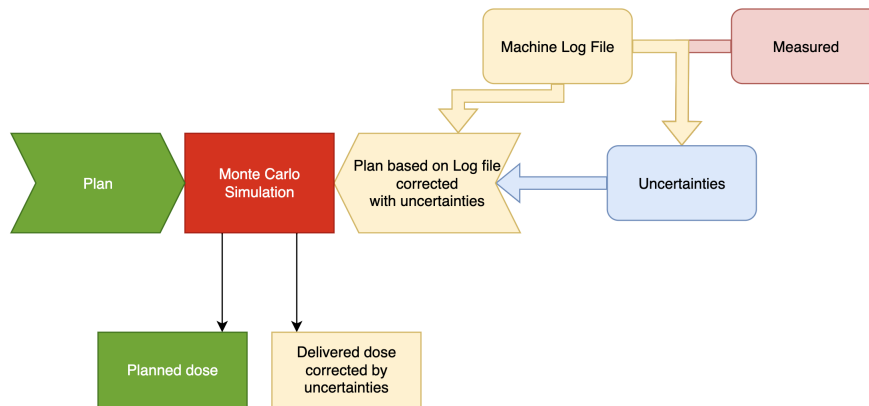 Machine Log File
Measured
Plan
Monte Carlo
Simulation
Plan based on Log file
corrected
with uncertainties
Uncertainties
Planned dose
Delivered dose
corrected by
uncertainties